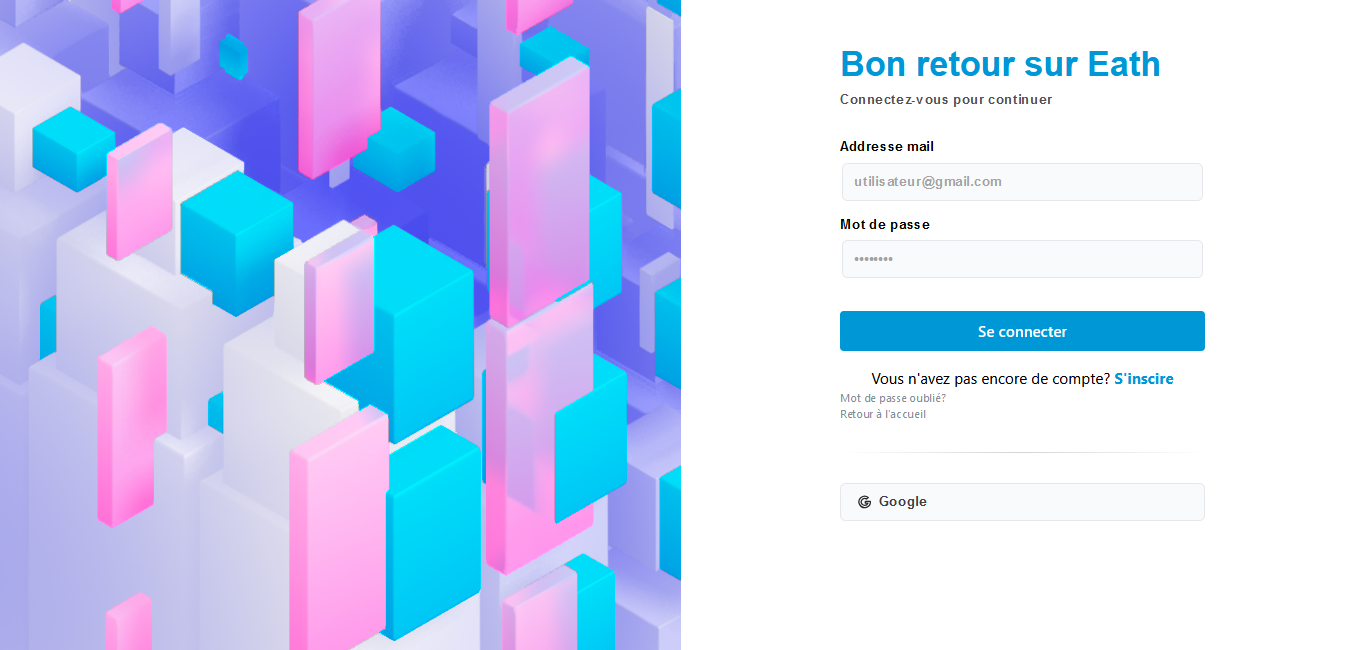 Bon retour sur Eath
Connectez-vous pour continuer
Addresse mail
utilisateur@gmail.com
Mot de passe
••••••••
Se connecter
Vous n'avez pas encore de compte? S'inscire
Mot de passe oublié?
Retour à l'accueil
Google